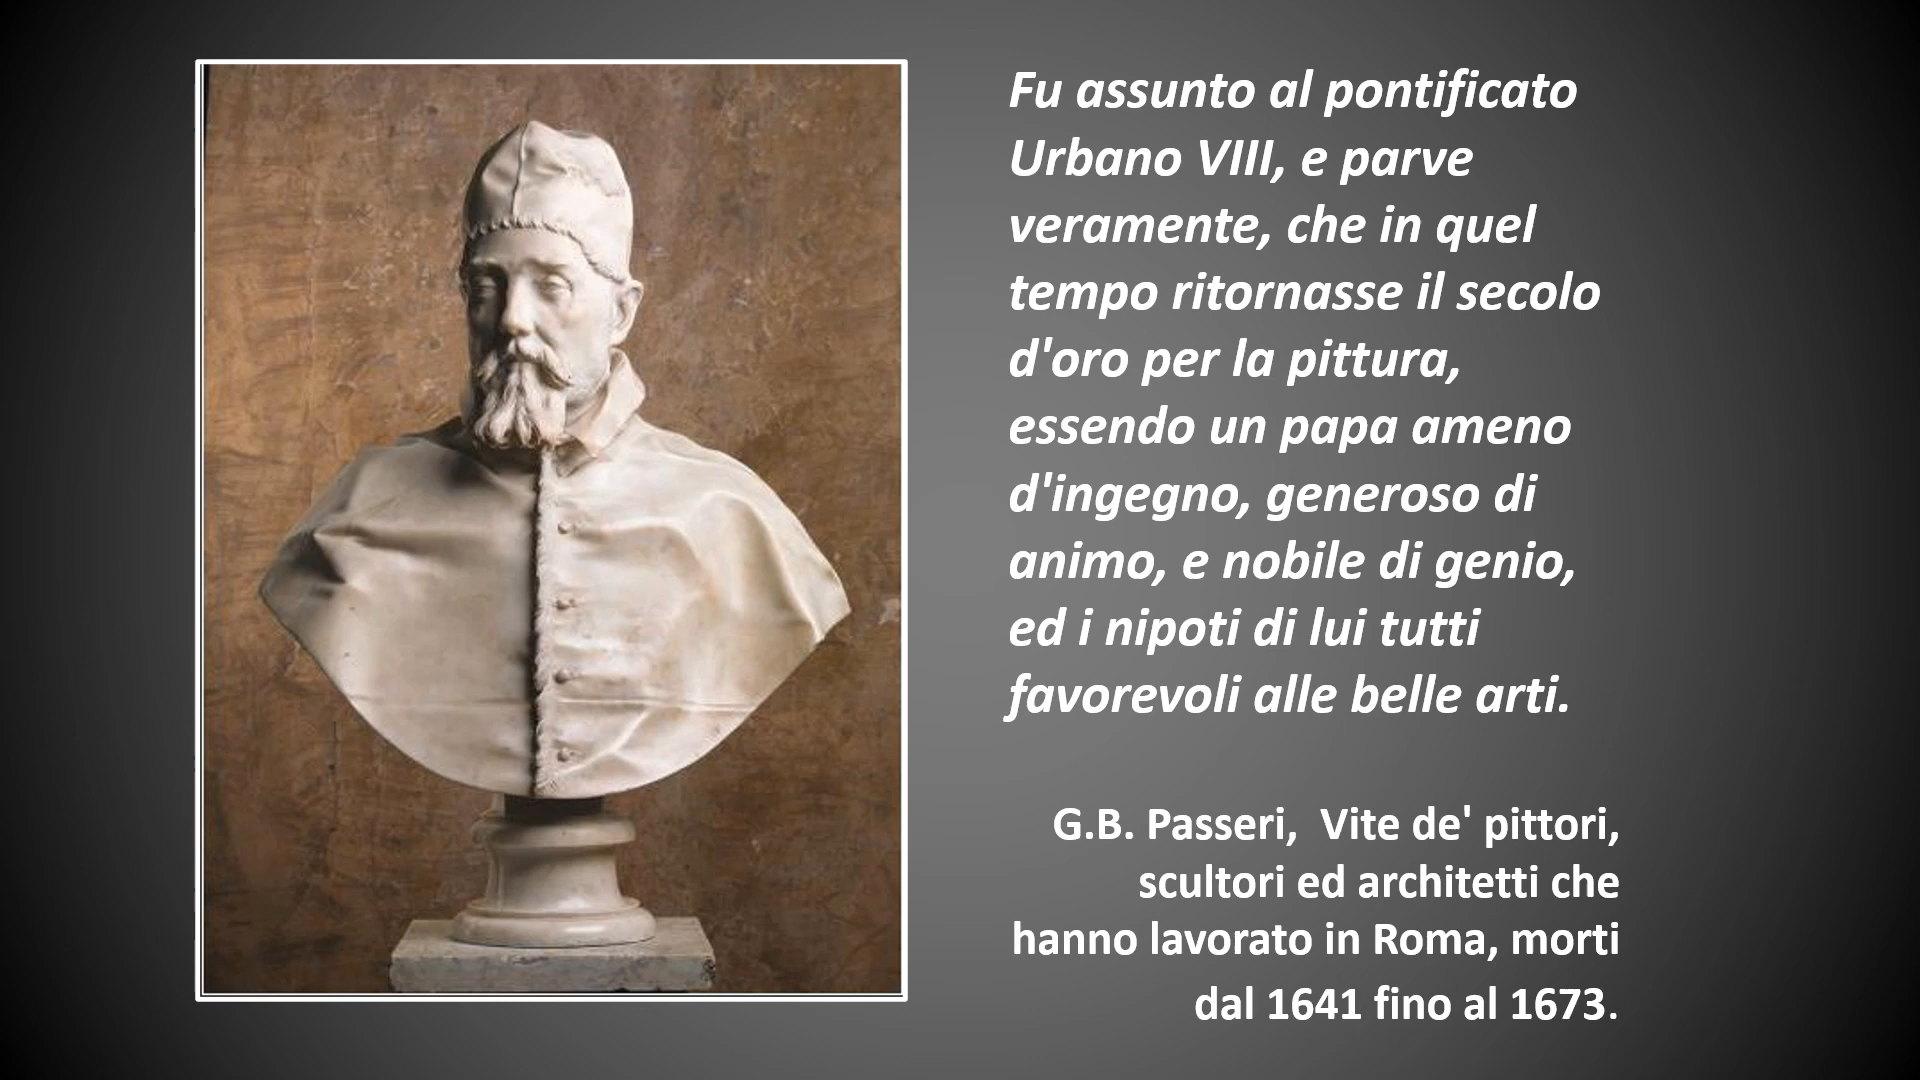 Fu assunto al pontificato
Urbano VIII, e parve
veramente, che in quel
tempo ritornasse il secolo
d'oro per la pittura,
essendo un papa ameno
d'ingegno, generoso di
animo, e nobile di genio,
ed i nipoti di lui tutti
favorevoli alle belle arti.
G.B. Passeri,  Vite de' pittori,
scultori ed architetti che
hanno lavorato in Roma, morti
dal 1641 fino al 1673.